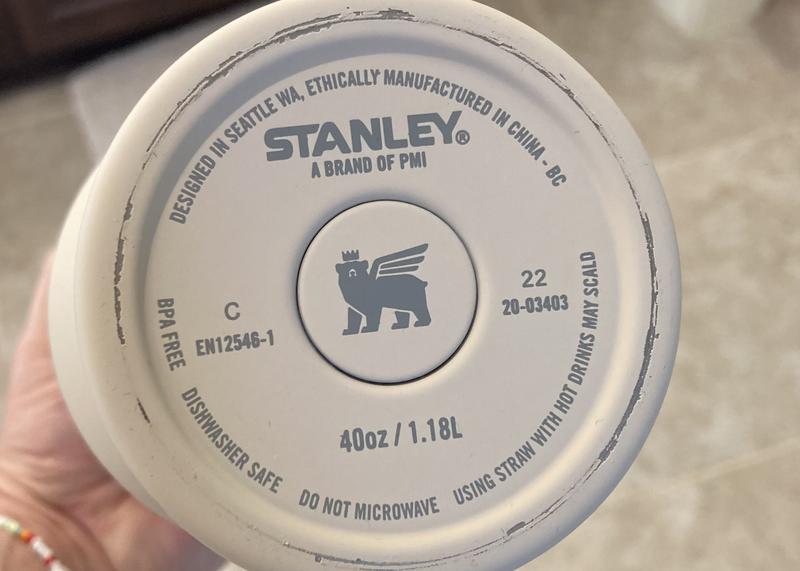 DESIGNED IN SEATTLE WA, ETHICALLY MANUFACTURED IN CHINA - BC
STANLEY®
A BRAND OF PMI
C
EN12546-1
22
20-03403
40oz / 1.18L
BPA FREE DISHWASHER SAFE DO NOT MICROWAVE USING STRAW WITH HOT DRINKS MAY SCALD